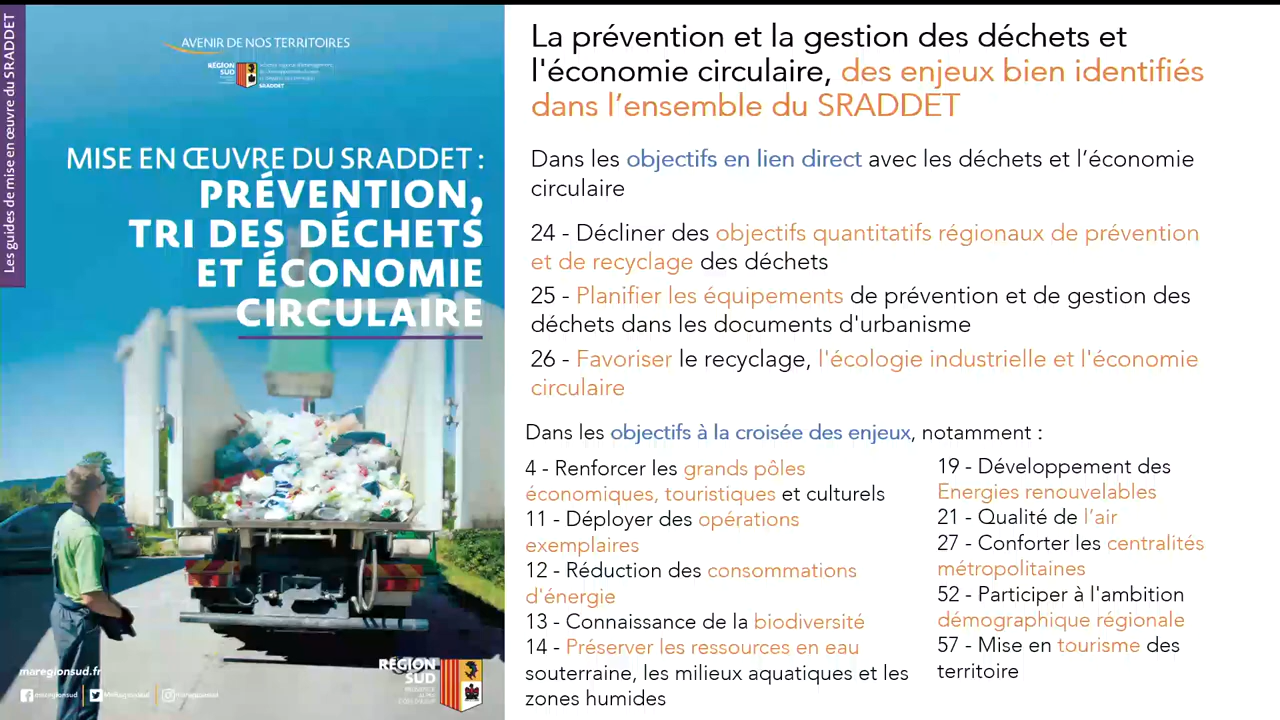 Les guides de mise en œuvre du SRADDET
AVENIR DE NOS TERRITOIRES
RÉGION
SUD
SRADDET
MISE EN ŒUVRE DU SRADDET :
PRÉVENTION,
TRI DES DÉCHETS
ET ÉCONOMIE
CIRCULAIRE
maregionsud.fr
RÉGION
SUD
La prévention et la gestion des déchets et
l'économie circulaire, des enjeux bien identifiés
dans l’ensemble du SRADDET
Dans les objectifs en lien direct avec les déchets et l’économie
circulaire
24 - Décliner des objectifs quantitatifs régionaux de prévention
et de recyclage des déchets
25 - Planifier les équipements de prévention et de gestion des
déchets dans les documents d'urbanisme
26 - Favoriser le recyclage, l'écologie industrielle et l'économie
circulaire
Dans les objectifs à la croisée des enjeux, notamment :
4 - Renforcer les grands pôles
économiques, touristiques et culturels
11 - Déployer des opérations
exemplaires
12 - Réduction des consommations
d'énergie
13 - Connaissance de la biodiversité
14 - Préserver les ressources en eau
souterraine, les milieux aquatiques et les
zones humides
19 - Développement des
Energies renouvelables
21 - Qualité de l’air
27 - Conforter les centralités
métropolitaines
52 - Participer à l'ambition
démographique régionale
57 - Mise en tourisme des
territoire